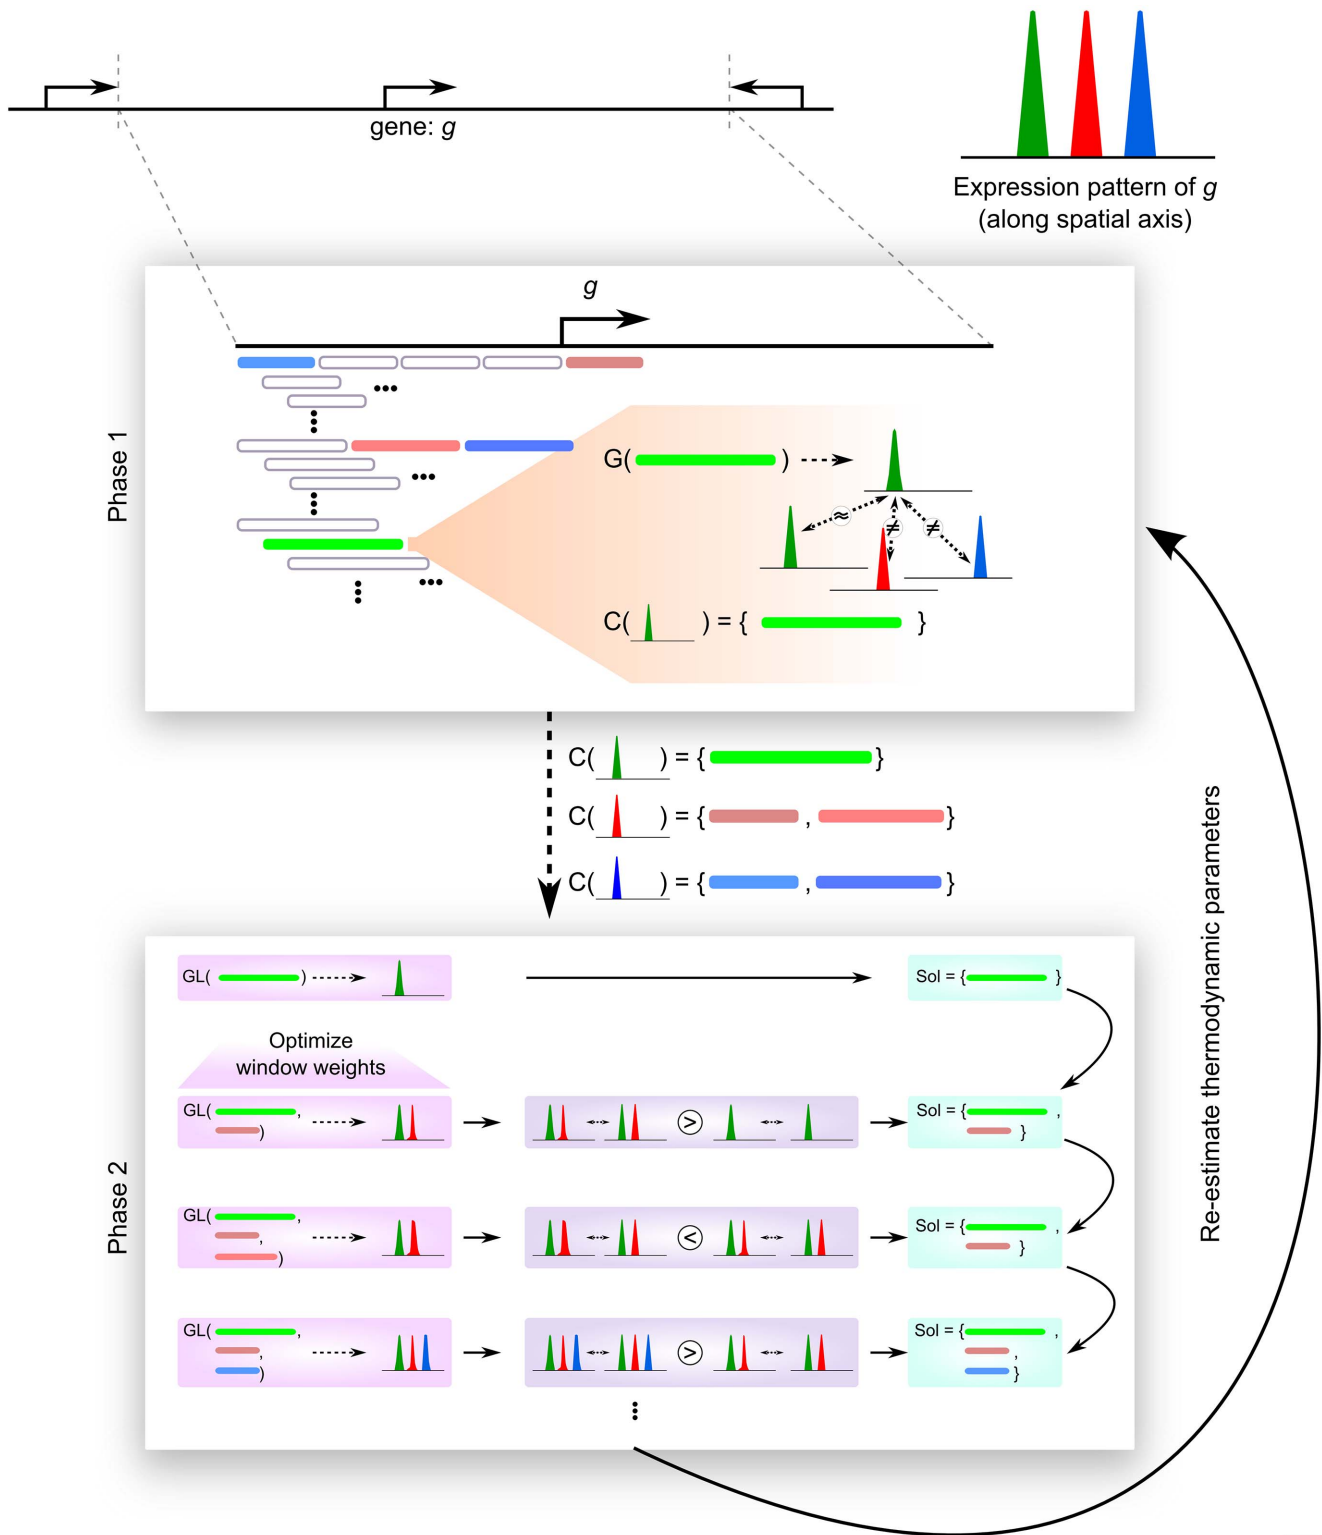 gene: g
Expression pattern of g
(along spatial axis)
Phase 1
g
G( )
≈ ≠ ≠
C( ) = { }
C( ) = { }
C( ) = { , }
C( ) = { , }
Re-estimate thermodynamic parameters
Phase 2
GL( ) Sol = { }
Optimize
window weights
GL( , ) > Sol = { , }
GL( , , ) < Sol = { , }
GL( , , ) > Sol = { , , }